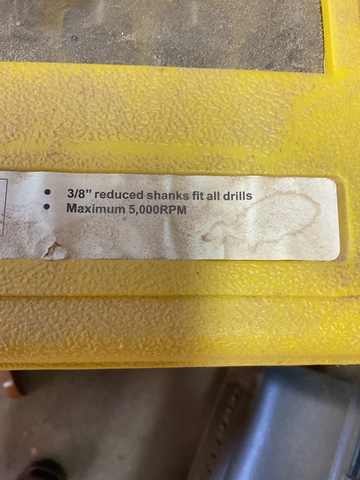 • 3/8" reduced shanks fit all drills
• Maximum 5,000RPM